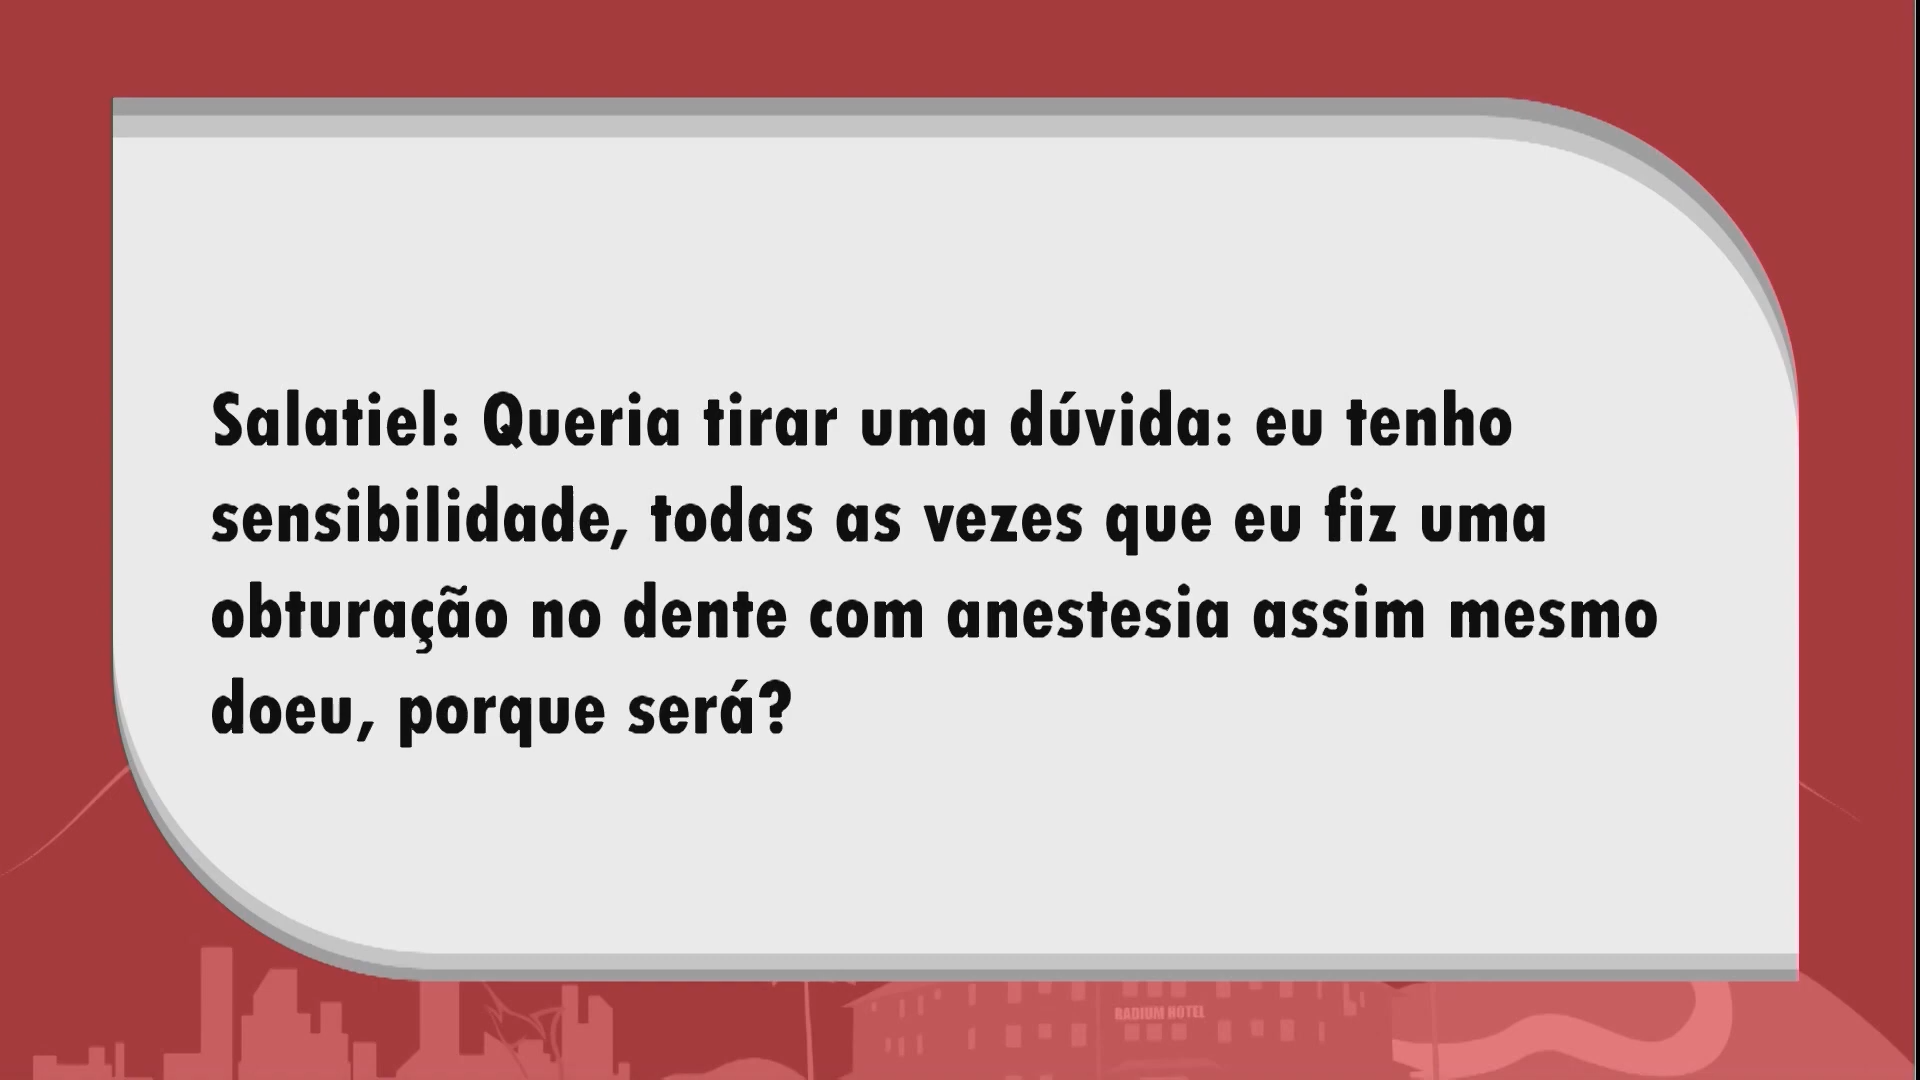 Salatiel: Queria tirar uma dúvida: eu tenho
sensibilidade, todas as vezes que eu fiz uma
obturação no dente com anestesia assim mesmo
doeu, porque será?
RADIUM HOTEL